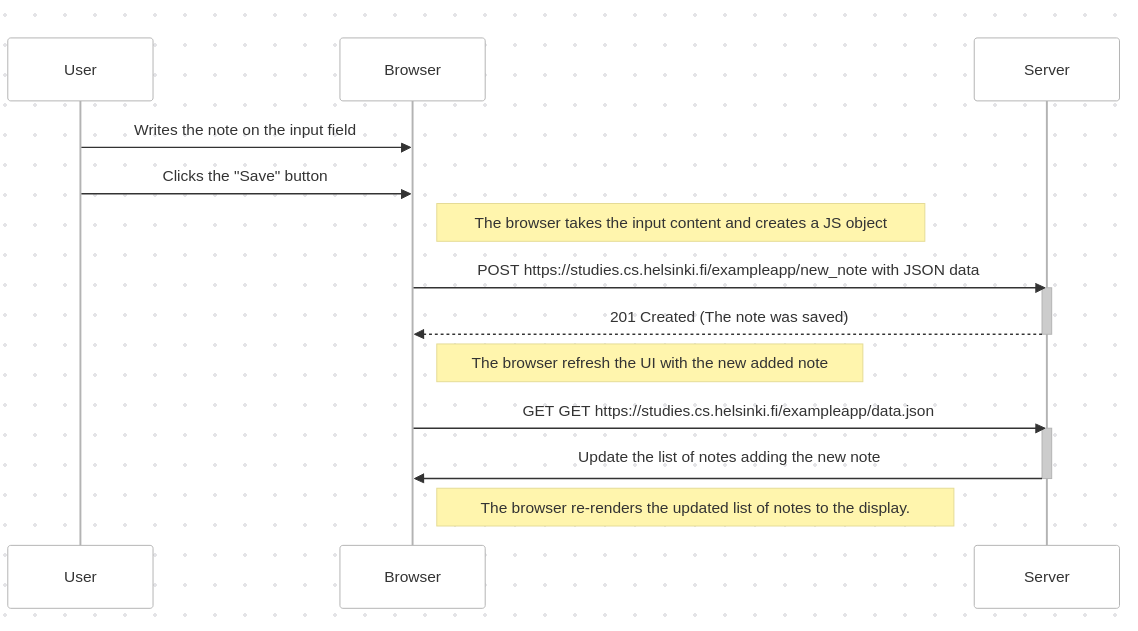 User
Browser
Server
Writes the note on the input field
Clicks the "Save" button
The browser takes the input content and creates a JS object
POST https://studies.cs.helsinki.fi/exampleapp/new_note with JSON data
201 Created (The note was saved)
The browser refresh the UI with the new added note
GET GET https://studies.cs.helsinki.fi/exampleapp/data.json
Update the list of notes adding the new note
The browser re-renders the updated list of notes to the display.
User
Browser
Server